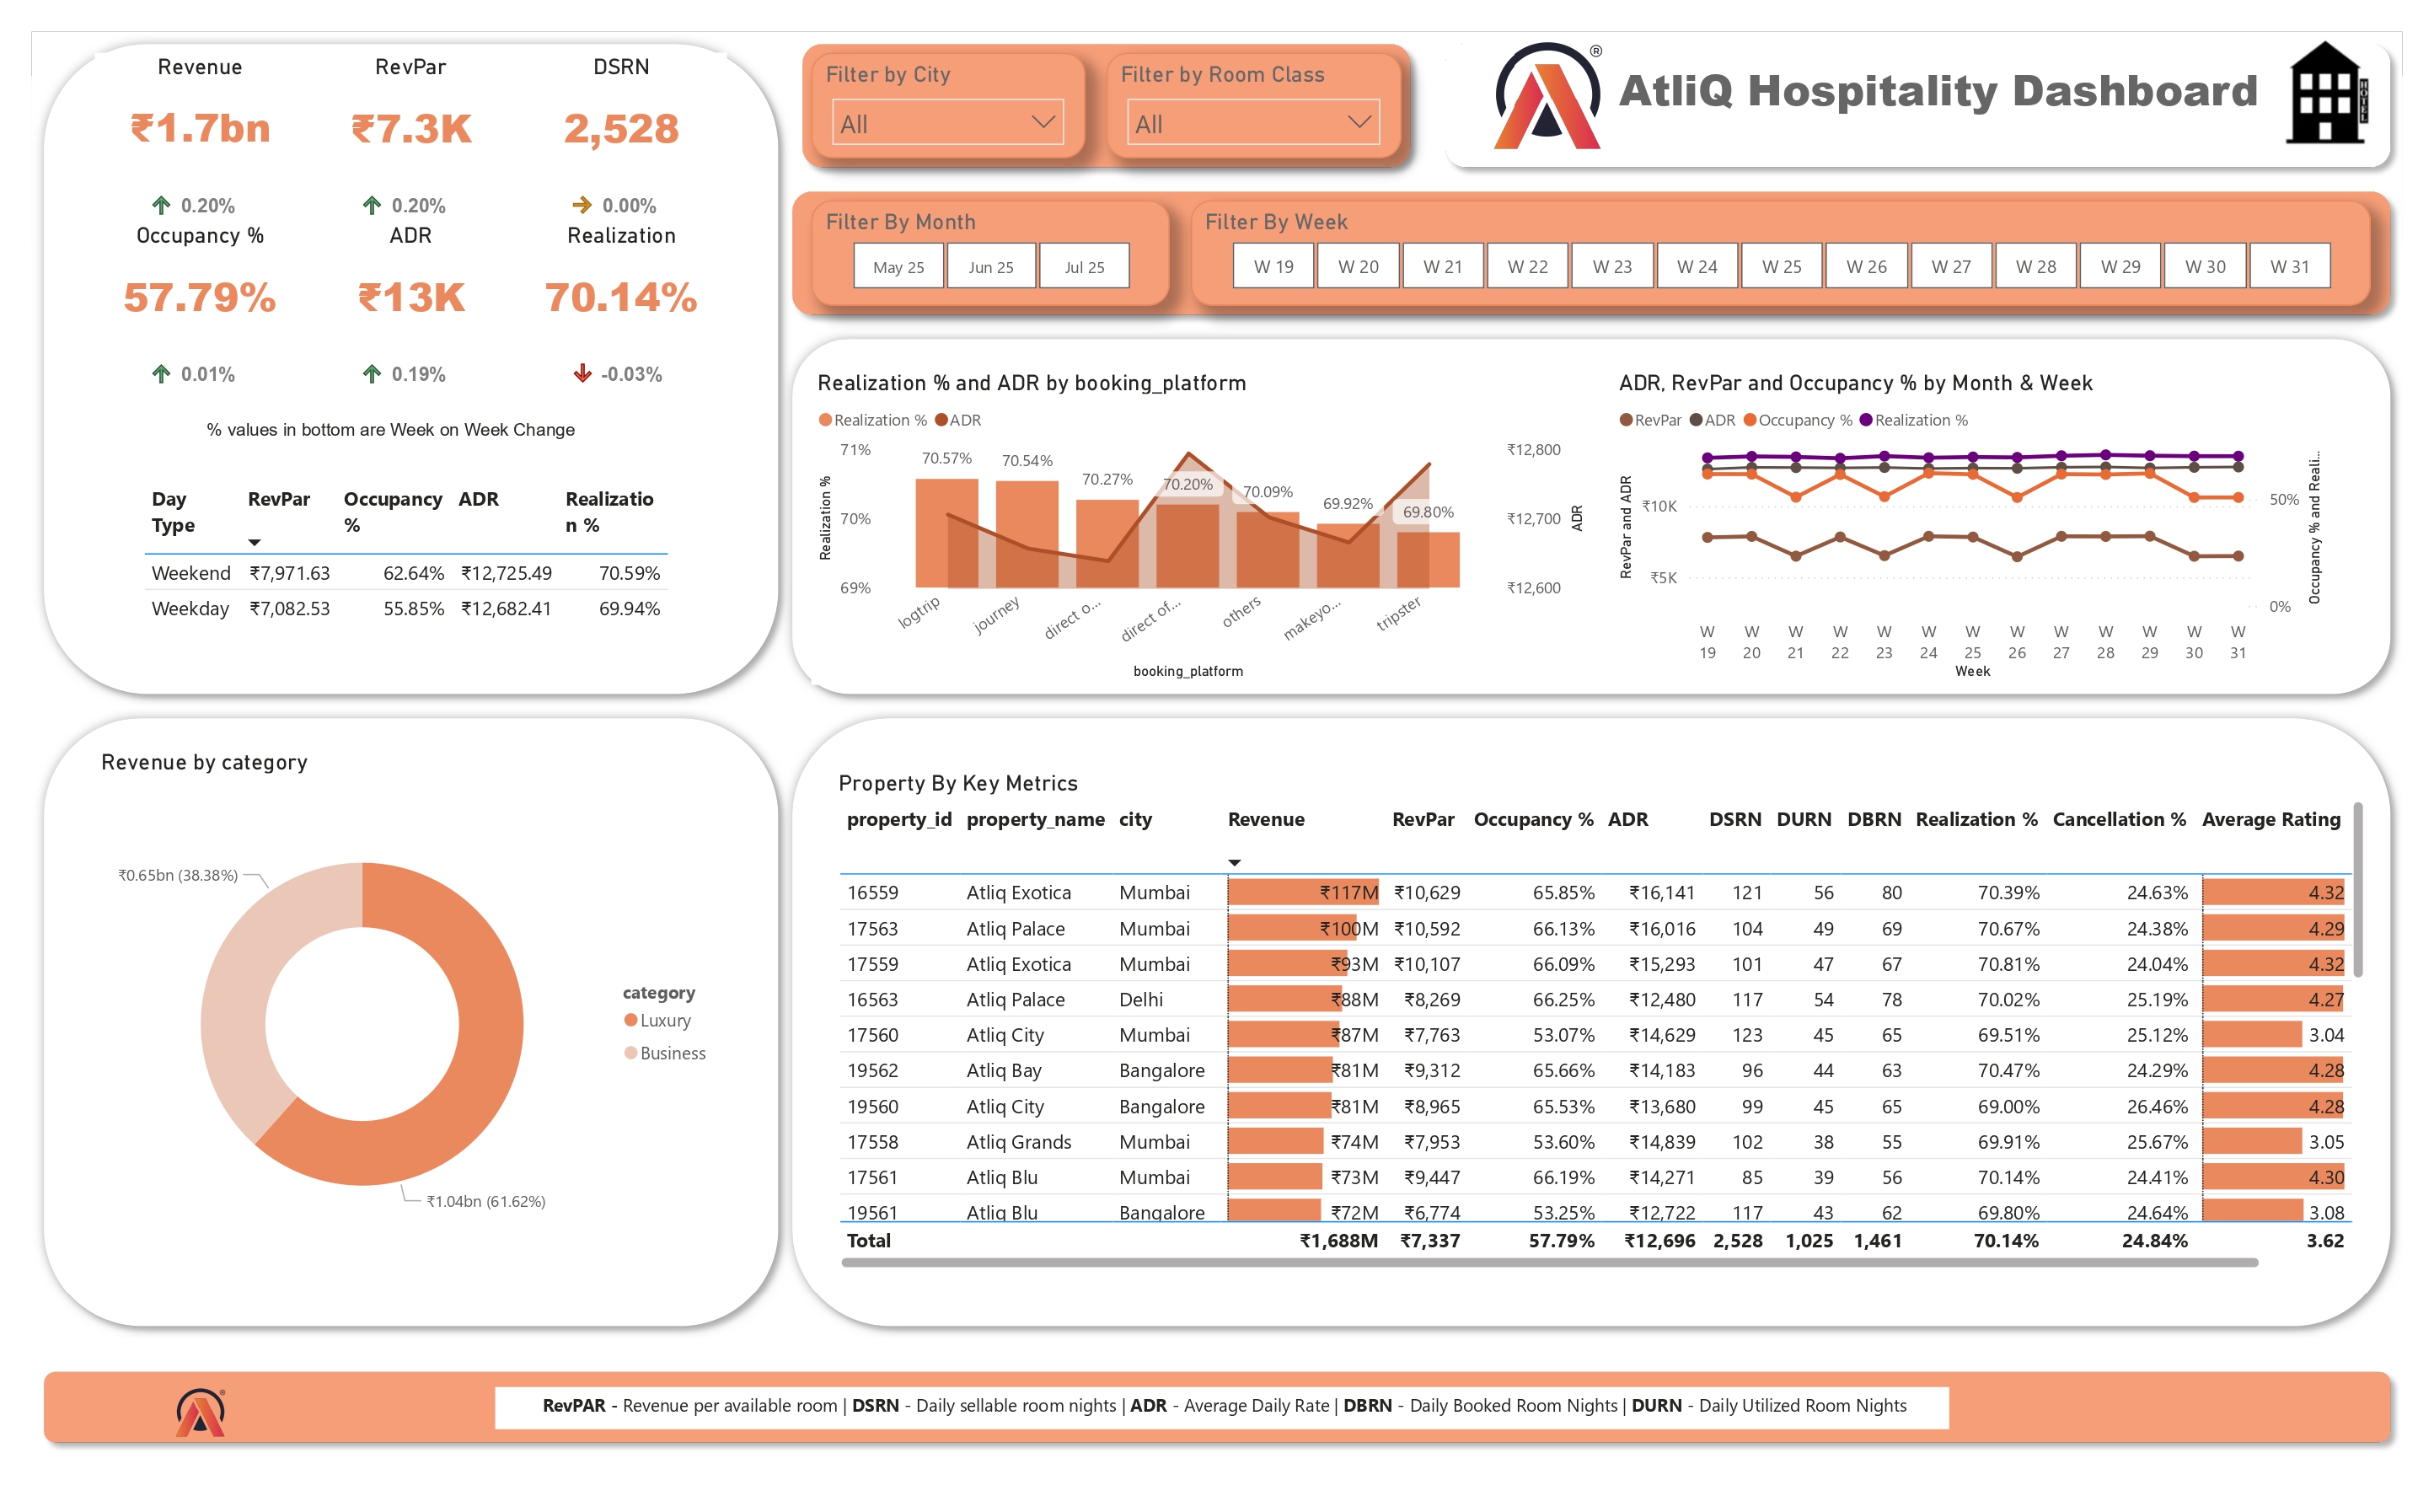 Revenue RevPar DSRN
₹1.7bn ₹7.3K 2,528
0.20% 0.20% 0.00%
Occupancy % ADR Realization
57.79% ₹13K 70.14%
0.01% 0.19% -0.03%
% values in bottom are Week on Week Change
Day Type RevPar Occupancy % ADR Realizatio n %
Weekend ₹7,971.63 62.64% ₹12,725.49 70.59%
Weekday ₹7,082.53 55.85% ₹12,682.41 69.94%
Filter by City
All
Filter by Room Class
All
® AtliQ Hospitality Dashboard
HOTEL
Filter By Month
May 25 Jun 25 Jul 25
Filter By Week
W 19 W 20 W 21 W 22 W 23 W 24 W 25 W 26 W 27 W 28 W 29 W 30 W 31
Realization % and ADR by booking_platform
Realization % ADR
71% 70% 69%
Realization %
70.57% 70.54% 70.27% 70.20% 70.09% 69.92% 69.80%
₹12,800 ₹12,700 ₹12,600
ADR
logtrip journey direct o... direct of... others makeyo... tripster
booking_platform
ADR, RevPar and Occupancy % by Month & Week
RevPar ADR Occupancy % Realization %
RevPar and ADR
₹10K ₹5K
50% 0%
Occupancy % and Reali...
W 19 W 20 W 21 W 22 W 23 W 24 W 25 W 26 W 27 W 28 W 29 W 30 W 31
Week
Revenue by category
₹0.65bn (38.38%)
₹1.04bn (61.62%)
category
Luxury
Business
Property By Key Metrics
property_id property_name city Revenue RevPar Occupancy % ADR DSRN DURN DBRN Realization % Cancellation % Average Rating
16559 Atliq Exotica Mumbai ₹117M ₹10,629 65.85% ₹16,141 121 56 80 70.39% 24.63% 4.32
17563 Atliq Palace Mumbai ₹100M ₹10,592 66.13% ₹16,016 104 49 69 70.67% 24.38% 4.29
17559 Atliq Exotica Mumbai ₹93M ₹10,107 66.09% ₹15,293 101 47 67 70.81% 24.04% 4.32
16563 Atliq Palace Delhi ₹88M ₹8,269 66.25% ₹12,480 117 54 78 70.02% 25.19% 4.27
17560 Atliq City Mumbai ₹87M ₹7,763 53.07% ₹14,629 123 45 65 69.51% 25.12% 3.04
19562 Atliq Bay Bangalore ₹81M ₹9,312 65.66% ₹14,183 96 44 63 70.47% 24.29% 4.28
19560 Atliq City Bangalore ₹81M ₹8,965 65.53% ₹13,680 99 45 65 69.00% 26.46% 4.28
17558 Atliq Grands Mumbai ₹74M ₹7,953 53.60% ₹14,839 102 38 55 69.91% 25.67% 3.05
17561 Atliq Blu Mumbai ₹73M ₹9,447 66.19% ₹14,271 85 39 56 70.14% 24.41% 4.30
19561 Atliq Blu Bangalore ₹72M ₹6,774 53.25% ₹12,722 117 43 62 69.80% 24.64% 3.08
Total ₹1,688M ₹7,337 57.79% ₹12,696 2,528 1,025 1,461 70.14% 24.84% 3.62
® RevPAR - Revenue per available room | DSRN - Daily sellable room nights | ADR - Average Daily Rate | DBRN - Daily Booked Room Nights | DURN - Daily Utilized Room Nights